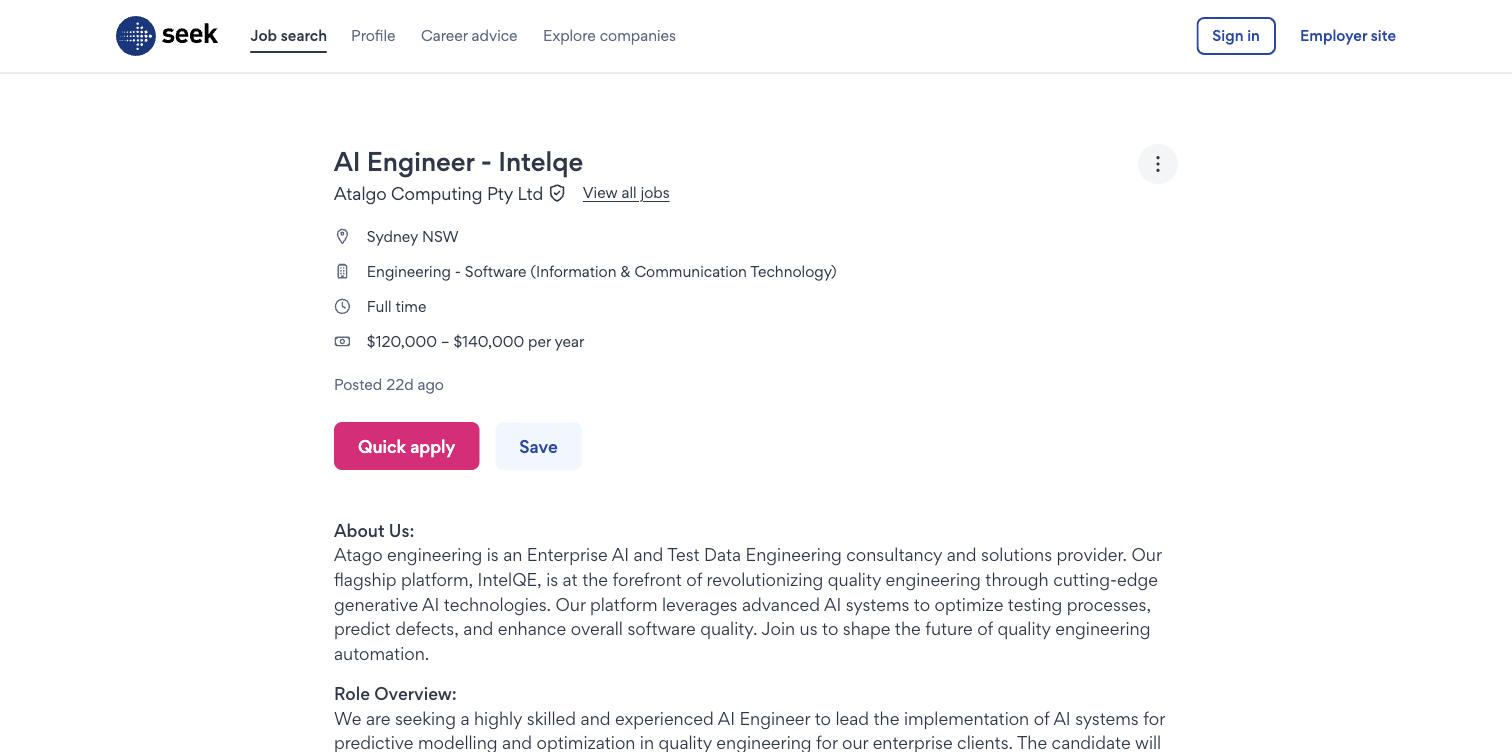 seek
Job search
Profile
Career advice
Explore companies
Sign in
Employer site
AI Engineer - Intelqe
Atalgo Computing Pty Ltd
View all jobs
Sydney NSW
Engineering - Software (Information & Communication Technology)
Full time
$120,000 – $140,000 per year
Posted 22d ago
Quick apply
Save
About Us:
Atago engineering is an Enterprise AI and Test Data Engineering consultancy and solutions provider. Our
flagship platform, IntelQE, is at the forefront of revolutionizing quality engineering through cutting-edge
generative AI technologies. Our platform leverages advanced AI systems to optimize testing processes,
predict defects, and enhance overall software quality. Join us to shape the future of quality engineering
automation.
Role Overview:
We are seeking a highly skilled and experienced AI Engineer to lead the implementation of AI systems for
predictive modelling and optimization in quality engineering for our enterprise clients. The candidate will